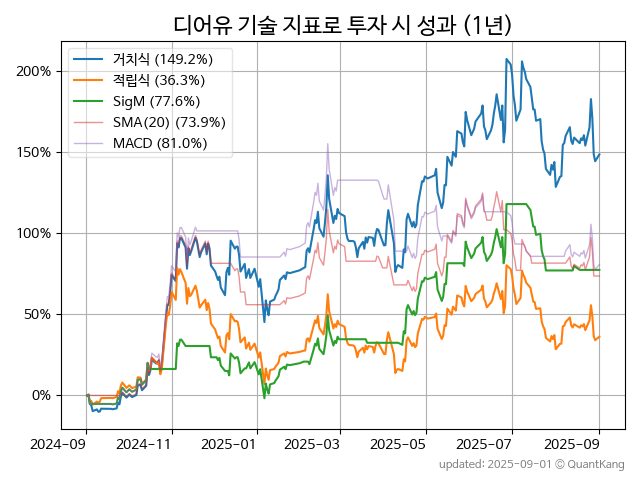 디어유 기술 지표로 투자 시 성과 (1년)
거치식 (149.2%)
적립식 (36.3%)
SigM (77.6%)
SMA(20) (73.9%)
MACD (81.0%)
200%
150%
100%
50%
0%
2024-09 2024-11 2025-01 2025-03 2025-05 2025-07 2025-09
updated: 2025-09-01 © QuantKang